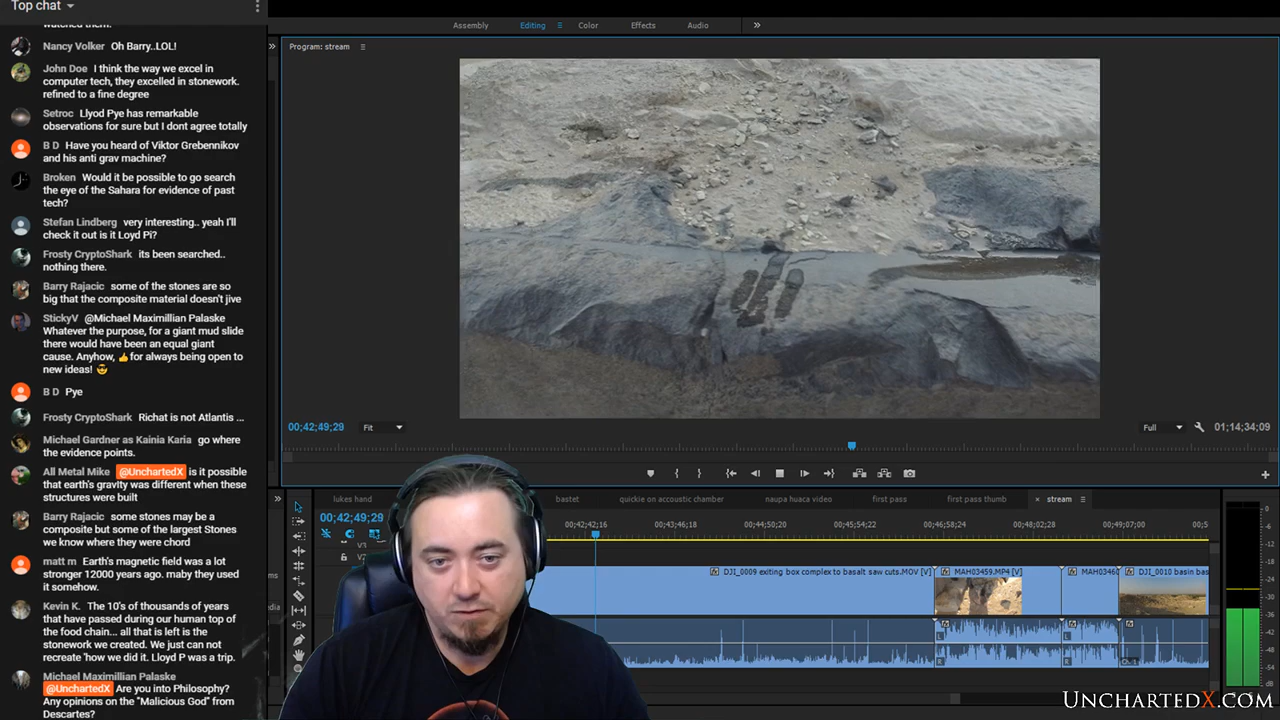 Top chat
watched them.
Nancy Volker Oh Barry..LOL!
John Doe I think the way we excel in
computer tech, they excelled in stonework.
refined to a fine degree
Setroc Llyod Pye has remarkable
observations for sure but I dont agree totally
B D Have you heard of Viktor Grebennikov
and his anti grav machine?
Broken Would it be possible to go search
the eye of the Sahara for evidence of past
tech?
Stefan Lindberg very interesting.. yeah I'll
check it out is it Loyd Pi?
Frosty CryptoShark its been searched..
nothing there.
Barry Rajacic some of the stones are so
big that the composite material doesn't jive
StickyV @Michael Maximillian Palaske
Whatever the purpose, for a giant mud slide
there would have been an equal giant
cause. Anyhow, 👍for always being open to
new ideas! 😎
B D Pye
Frosty CryptoShark Richat is not Atlantis ...
Michael Gardner as Kainia Karia go where
the evidence points.
All Metal Mike @UnchartedX is it possible
that earth's gravity was different when these
structures were built
Barry Rajacic some stones may be a
composite but some of the largest Stones
we know where they were chord
matt m Earth's magnetic field was a lot
stronger 12000 years ago. maby they used
it somehow.
Kevin K. The 10's of thousands of years
that have passed during our human top of
the food chain... all that is left is the
stonework we created. We just can not
recreate 'how we did it. Lloyd P was a trip.
Michael Maximillian Palaske
@UnchartedX Are you into Philosophy?
Any opinions on the "Malicious God" from
Descartes?
Assembly Editing Color Effects Audio
Program: stream
00;42;49;29 Fit Full 01;14;34;09
lukes hand bastet quickie on accoustic chamber naupa huaca video first pass first pass thumb stream
00;42;49;29
00;42;42;16 00;43;46;18 00;44;50;20 00;45;54;22 00;46;58;24 00;48;02;28 00;49;07;00
V1
DJI_0009 exiting box complex to basalt saw cuts.MOV [V] MAH03459.MP4 [V] MAH0346 DJI_0010 basin bas
0
-6
-12
-18
-24
-30
-36
-42
-48
-54
dB
UnchartedX.com